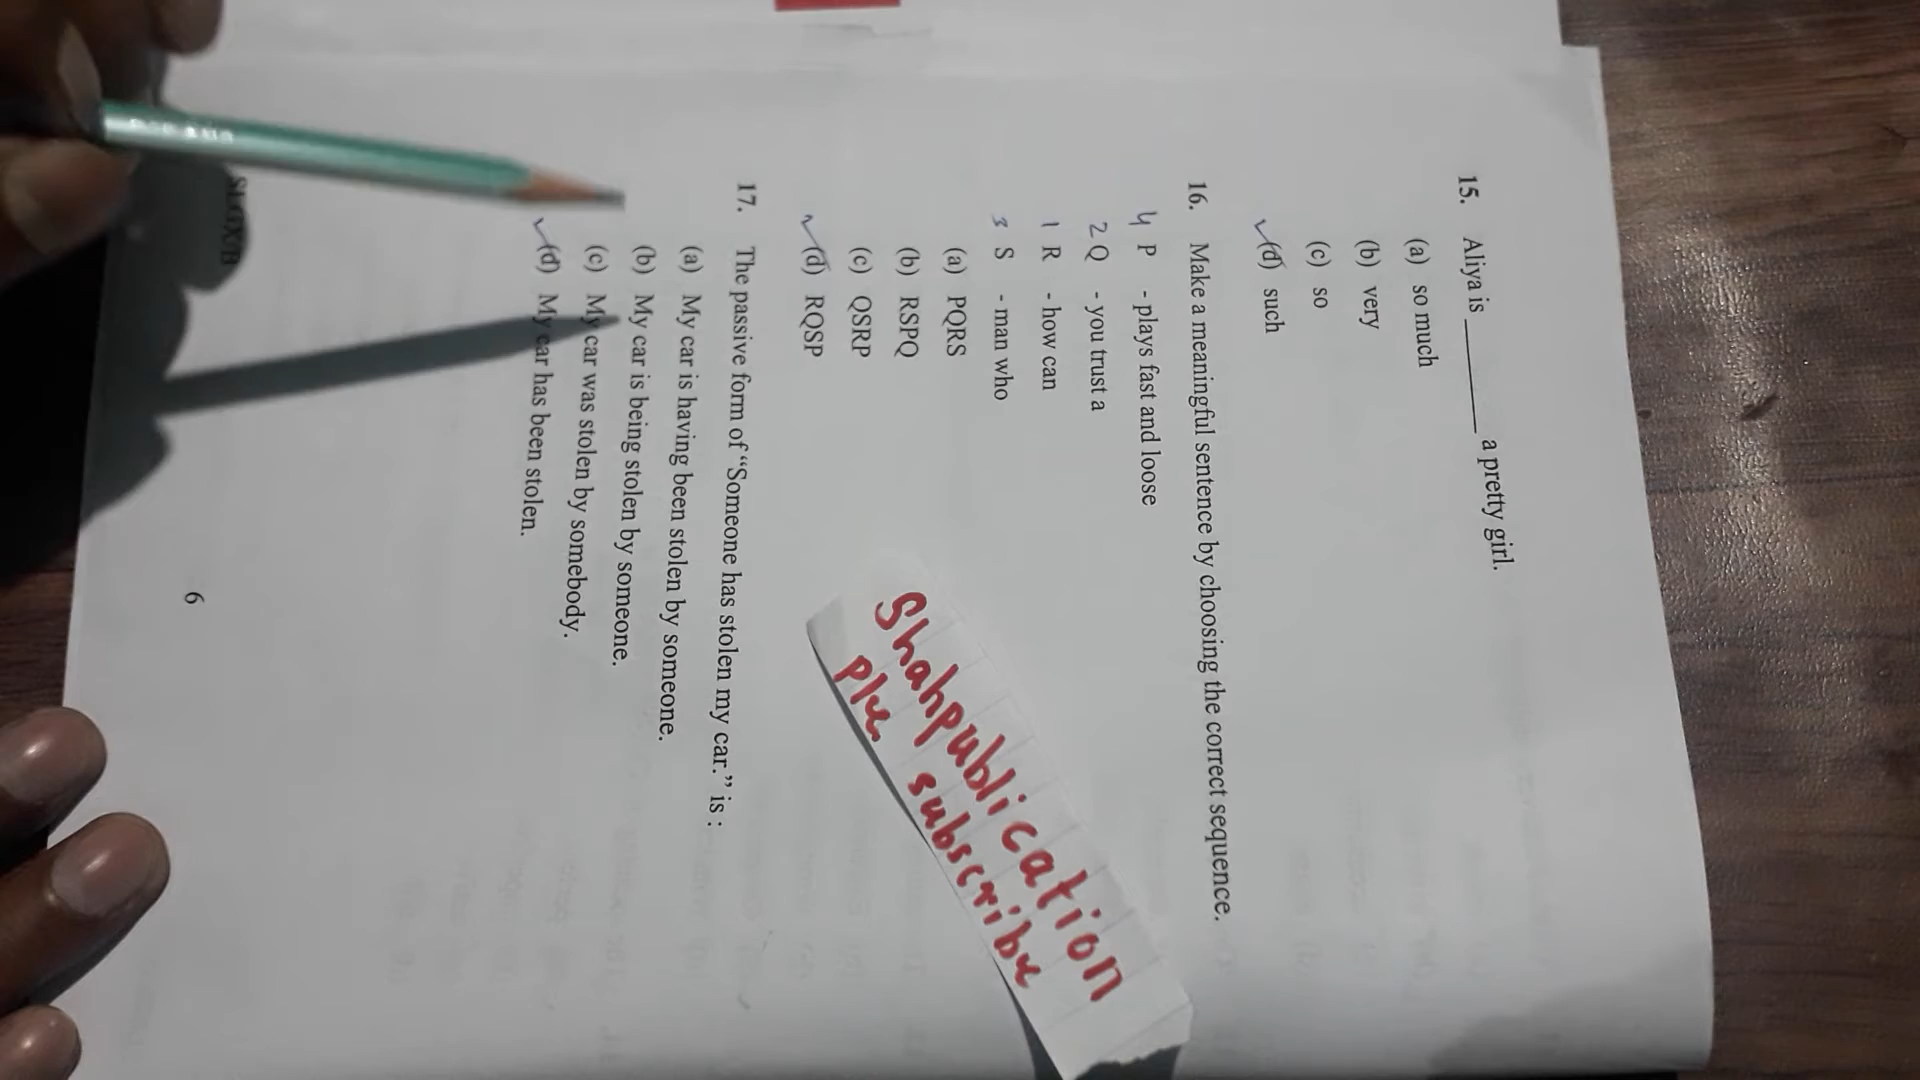 15. Aliya is ________ a pretty girl.
(a) so much
(b) very
(c) so
(d) such
16. Make a meaningful sentence by choosing the correct sequence.
4 P - plays fast and loose
2 Q - you trust a
1 R - how can
3 S - man who
(a) PQRS
(b) RSPQ
(c) QSRP
(d) RQSP
17. The passive form of “Someone has stolen my car.” is :
(a) My car is having been stolen by someone.
(b) My car is being stolen by someone.
(c) My car was stolen by somebody.
(d) My car has been stolen.
6
Shahpublication
ple subscribe